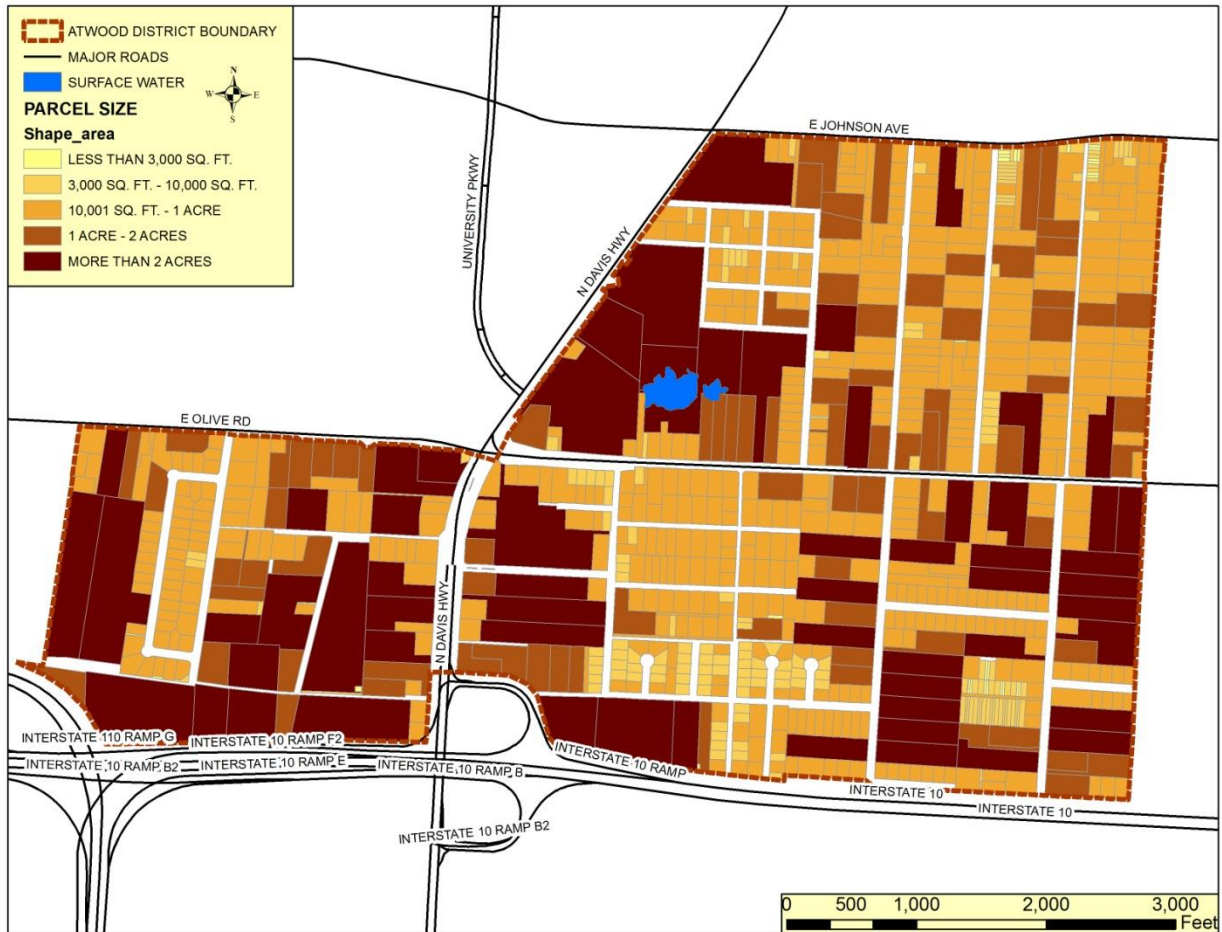 ATWOOD DISTRICT BOUNDARY
MAJOR ROADS
SURFACE WATER
N
W E
S
PARCEL SIZE
Shape_area
LESS THAN 3,000 SQ. FT.
3,000 SQ. FT. - 10,000 SQ. FT.
10,001 SQ. FT. - 1 ACRE
1 ACRE - 2 ACRES
MORE THAN 2 ACRES
E JOHNSON AVE
UNIVERSITY PKWY
N DAVIS HWY
E OLIVE RD
N DAVIS HWY
INTERSTATE 110 RAMP G
INTERSTATE 10 RAMP F2
INTERSTATE 10 RAMP
INTERSTATE 10 RAMP B2
INTERSTATE 10 RAMP E
INTERSTATE 10 RAMP B
INTERSTATE 10
INTERSTATE 10
INTERSTATE 10 RAMP B2
0 500 1,000 2,000 3,000
Feet